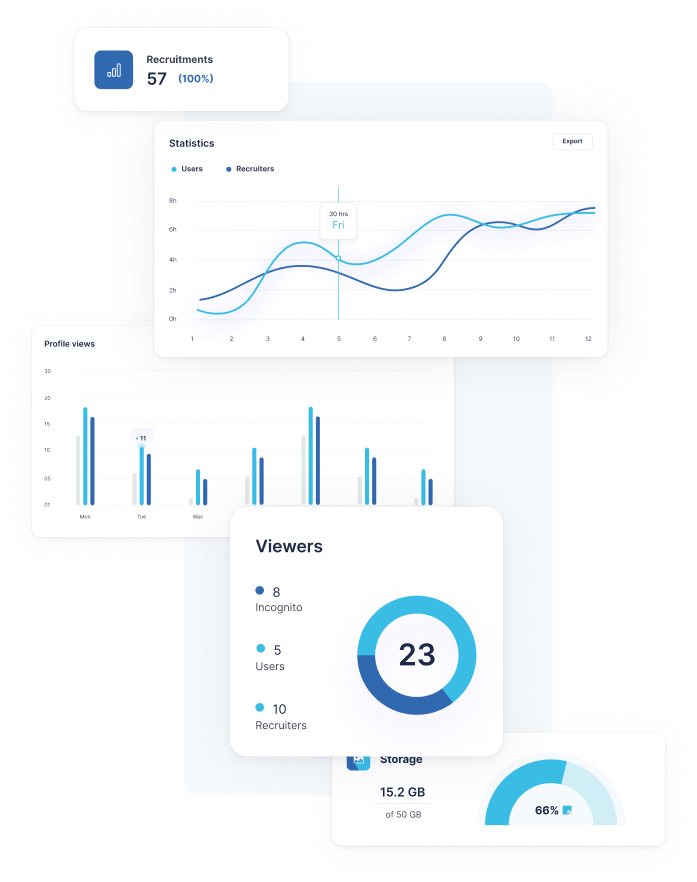 Recruitments
57 (100%)
Statistics
Export
Users Recruiters
8h
6h
4h
2h
0h
30 hrs
Fri
1 2 3 4 5 6 7 8 9 10 11 12
Profile views
30
20
15
10
05
01
11
Mon Tue Wen
Viewers
8
Incognito
5
Users
10
Recruiters
23
Storage
15.2 GB
of 50 GB
66%